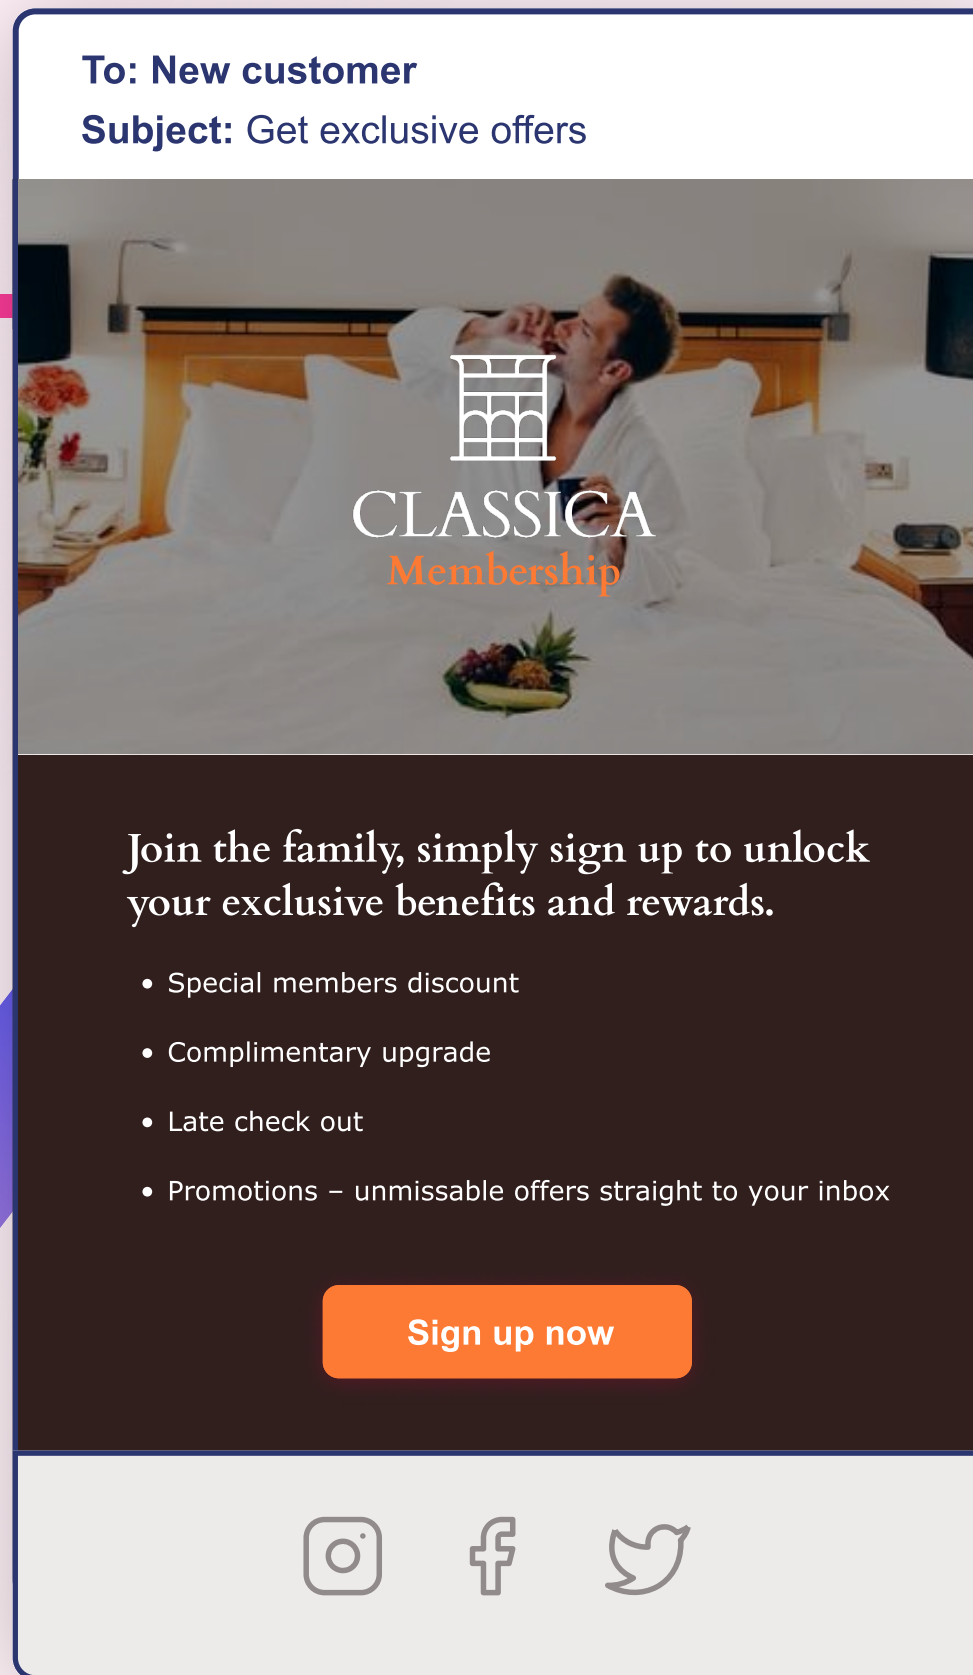 To: New customer
Subject: Get exclusive offers
CLASSICA
Membership
Join the family, simply sign up to unlock
your exclusive benefits and rewards.
• Special members discount
• Complimentary upgrade
• Late check out
• Promotions – unmissable offers straight to your inbox
Sign up now